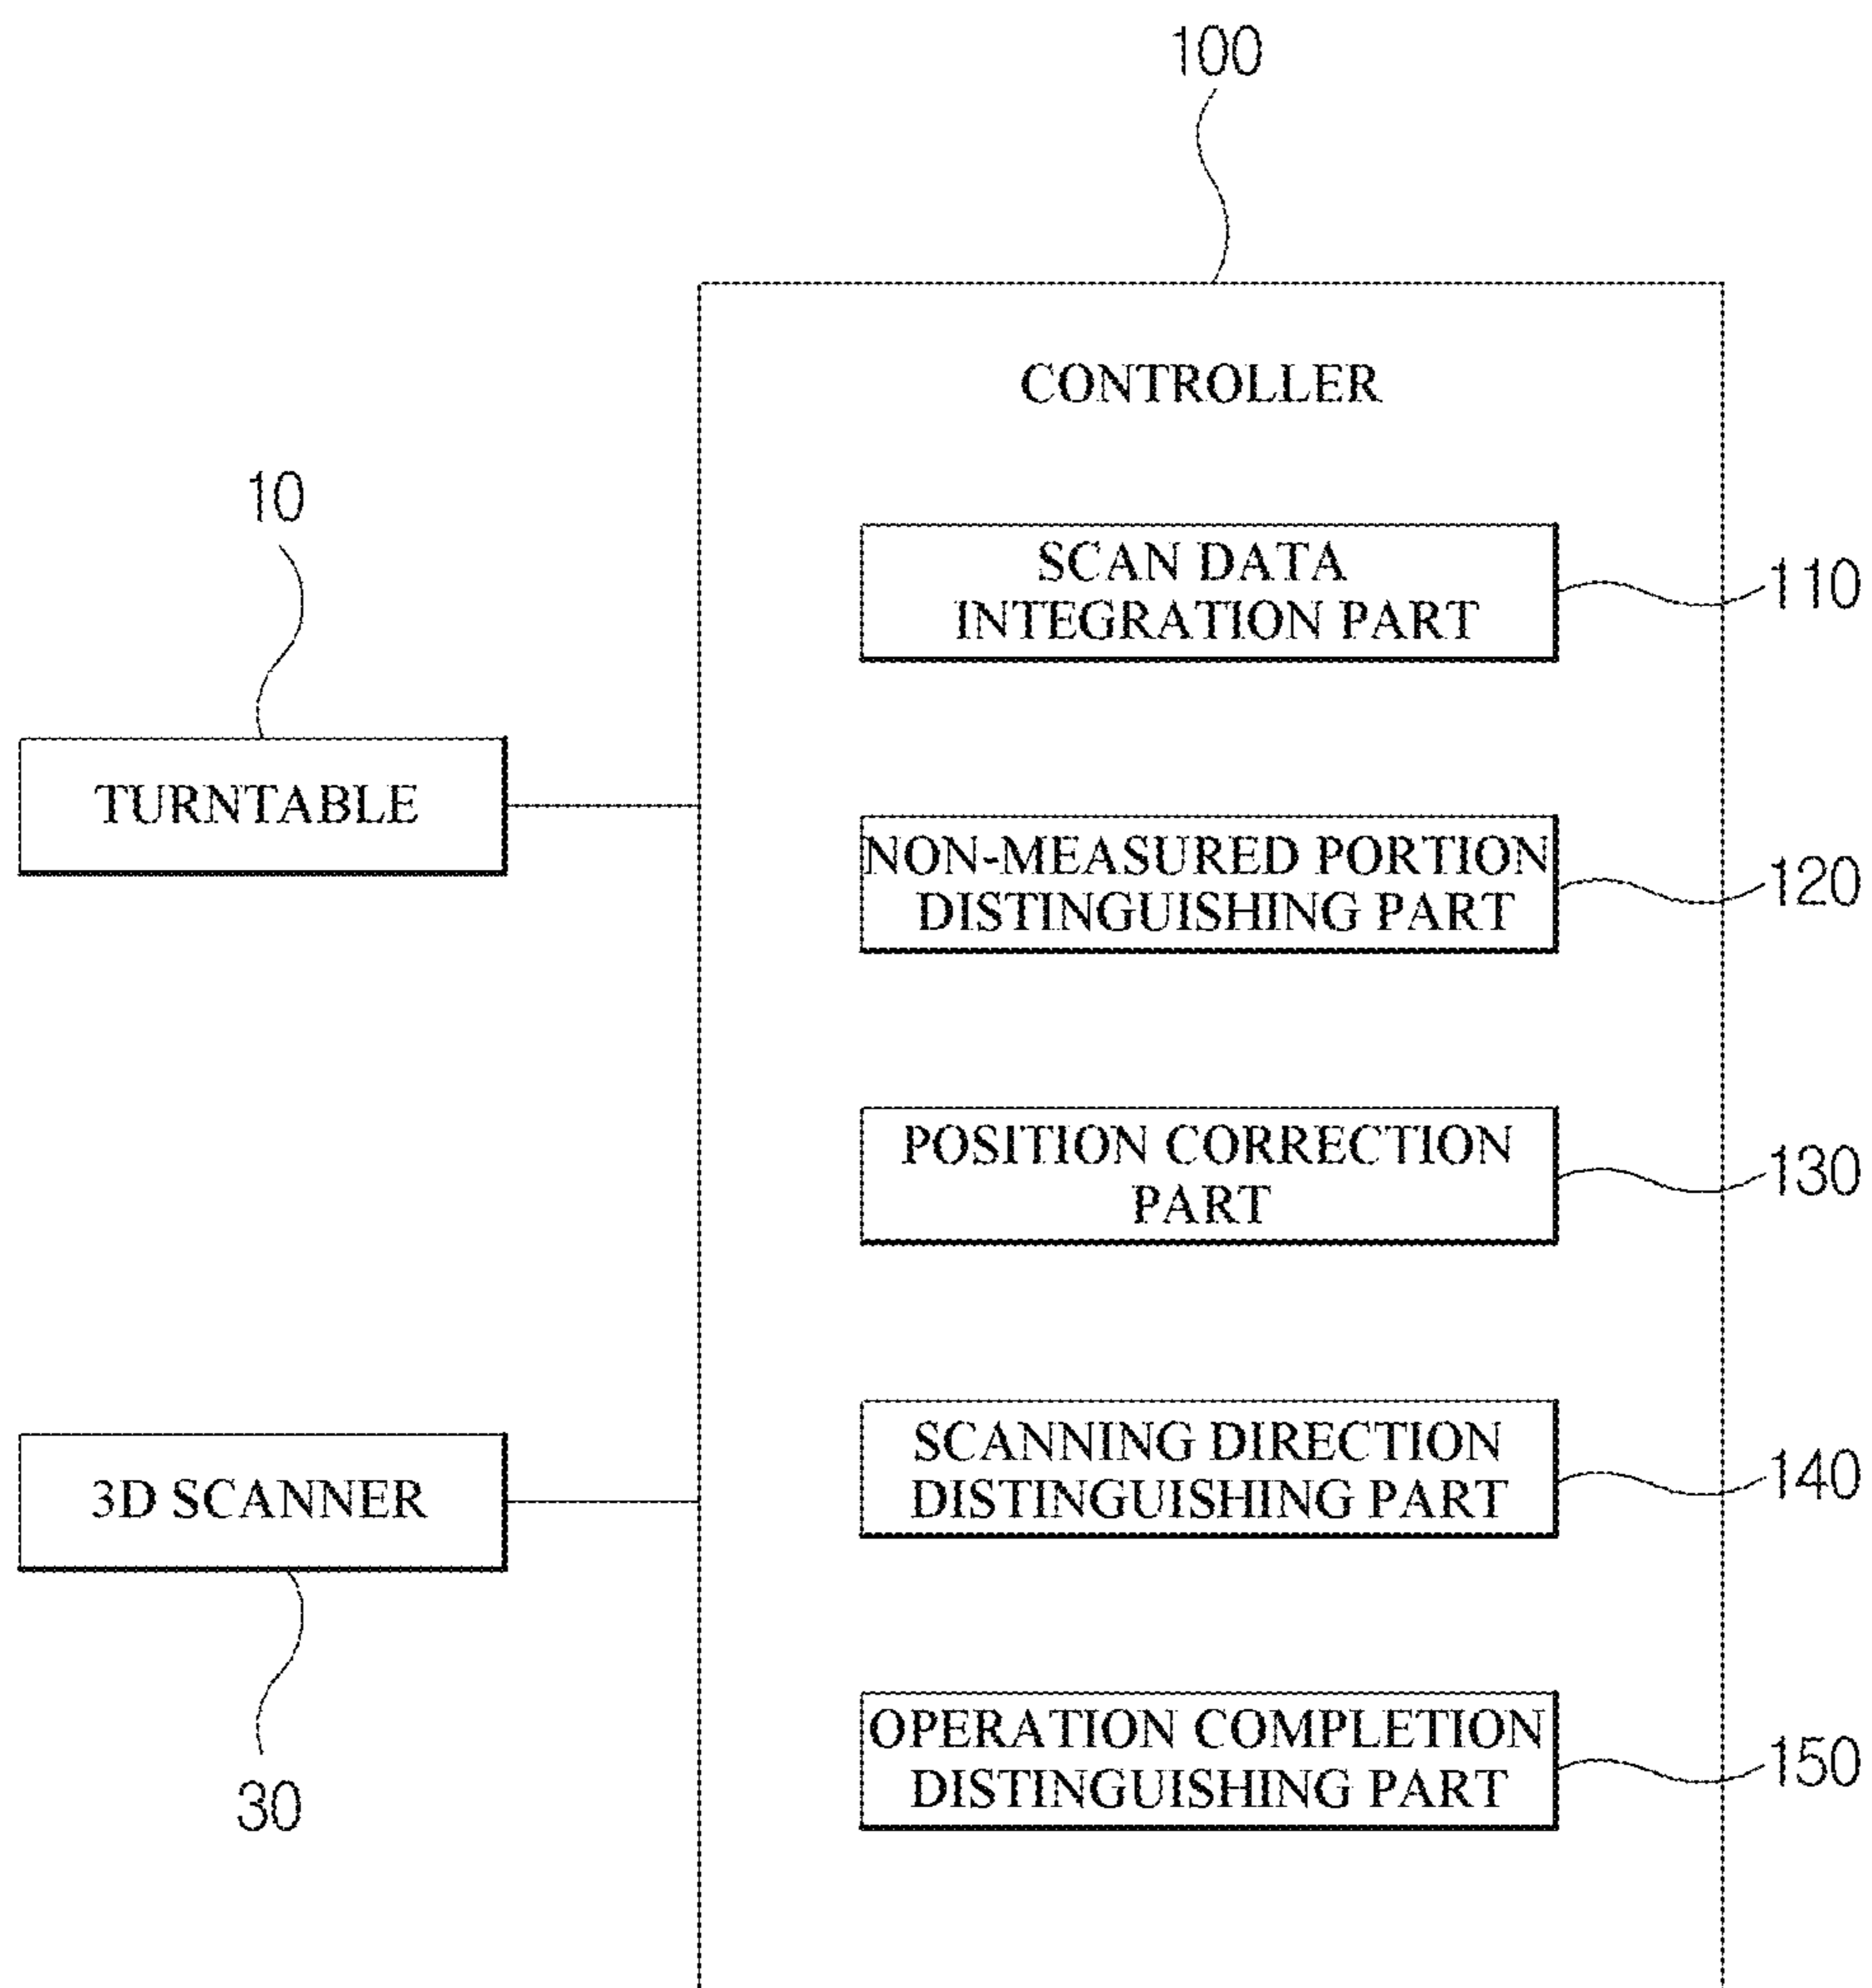 100
CONTROLLER
10
SCAN DATA
INTEGRATION PART
110
TURNTABLE
NON-MEASURED PORTION
DISTINGUISHING PART
120
POSITION CORRECTION
PART
130
3D SCANNER
SCANNING DIRECTION
DISTINGUISHING PART
140
30
OPERATION COMPLETION
DISTINGUISHING PART
150